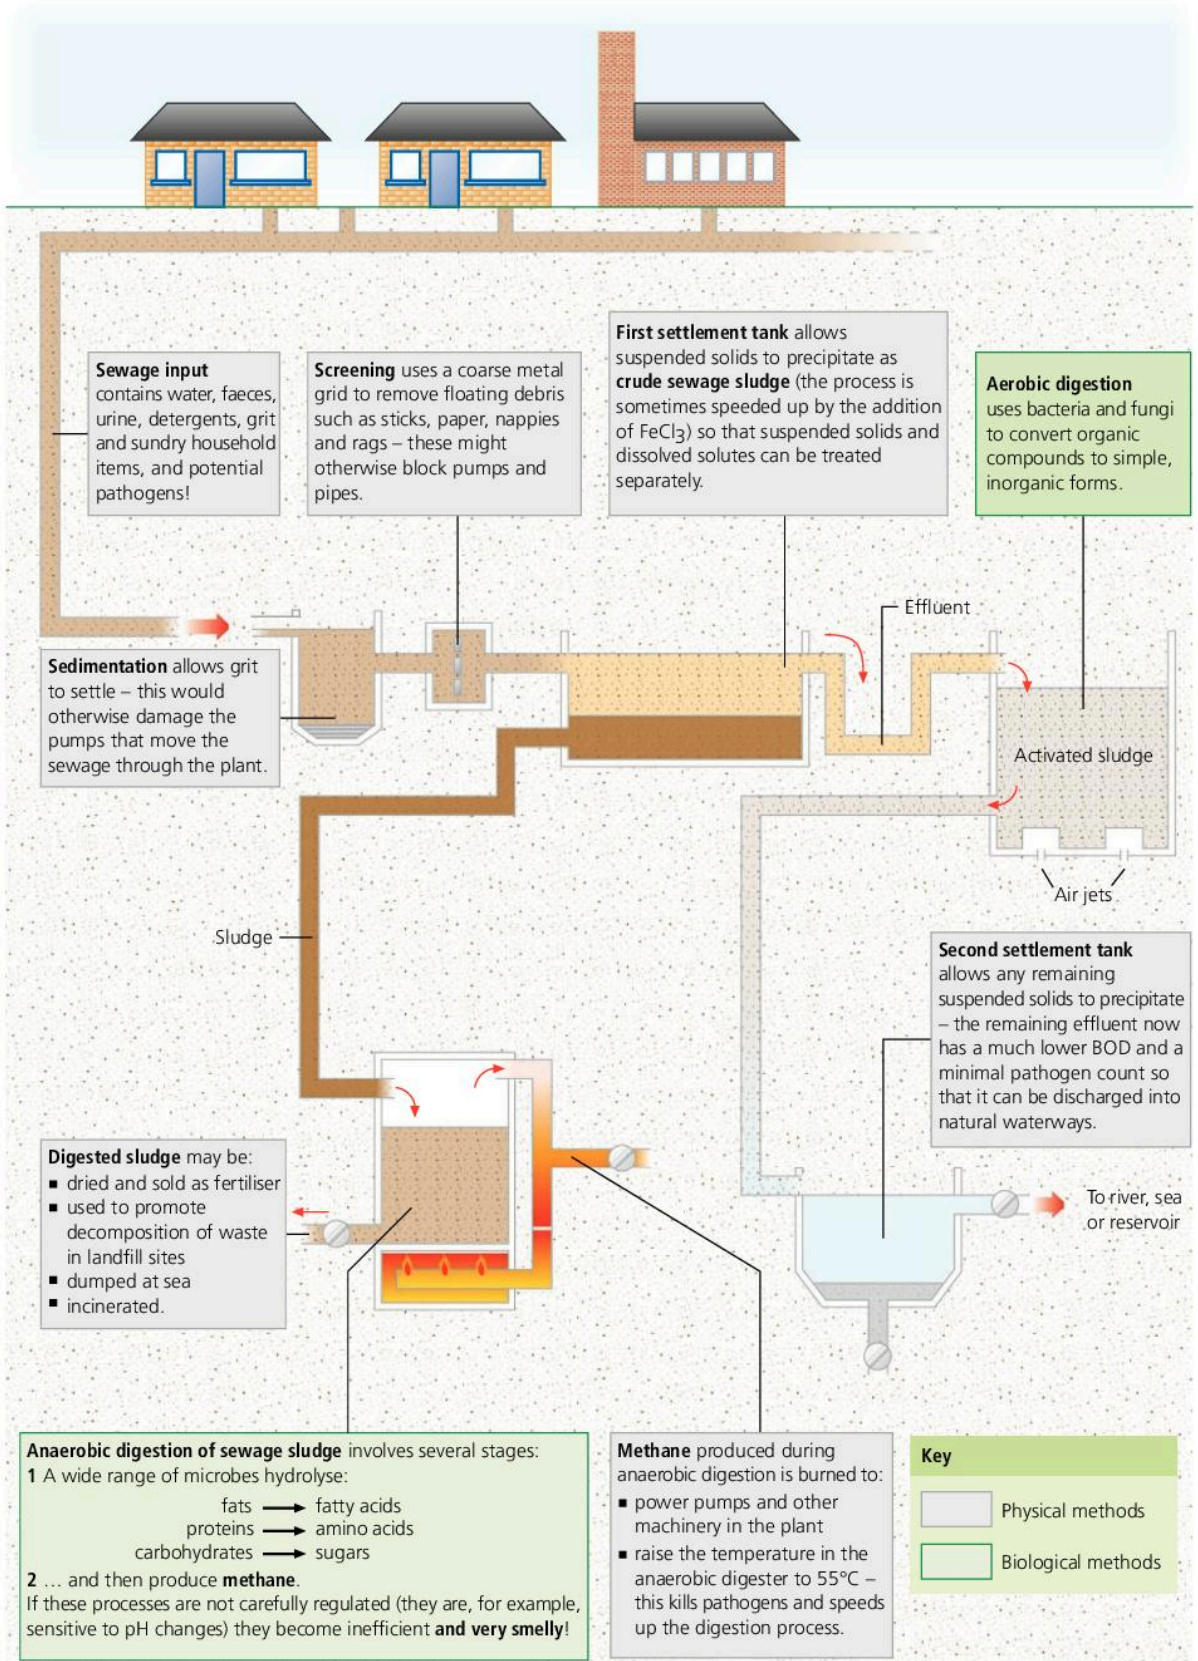 Sewage input
contains water, faeces,
urine, detergents, grit
and sundry household
items, and potential
pathogens!
Screening uses a coarse metal
grid to remove floating debris
such as sticks, paper, nappies
and rags – these might
otherwise block pumps and
pipes.
First settlement tank allows
suspended solids to precipitate as
crude sewage sludge (the process is
sometimes speeded up by the addition
of FeCl3) so that suspended solids and
dissolved solutes can be treated
separately.
Aerobic digestion
uses bacteria and fungi
to convert organic
compounds to simple,
inorganic forms.
Effluent
Sedimentation allows grit
to settle – this would
otherwise damage the
pumps that move the
sewage through the plant.
Activated sludge
Air jets
Sludge
Second settlement tank
allows any remaining
suspended solids to precipitate
– the remaining effluent now
has a much lower BOD and a
minimal pathogen count so
that it can be discharged into
natural waterways.
Digested sludge may be:
■ dried and sold as fertiliser
■ used to promote
decomposition of waste
in landfill sites
■ dumped at sea
■ incinerated.
To river, sea
or reservoir
Anaerobic digestion of sewage sludge involves several stages:
1 A wide range of microbes hydrolyse:
fats → fatty acids
proteins → amino acids
carbohydrates → sugars
2 ... and then produce methane.
If these processes are not carefully regulated (they are, for example,
sensitive to pH changes) they become inefficient and very smelly!
Methane produced during
anaerobic digestion is burned to:
■ power pumps and other
machinery in the plant
■ raise the temperature in the
anaerobic digester to 55°C –
this kills pathogens and speeds
up the digestion process.
Key
Physical methods
Biological methods